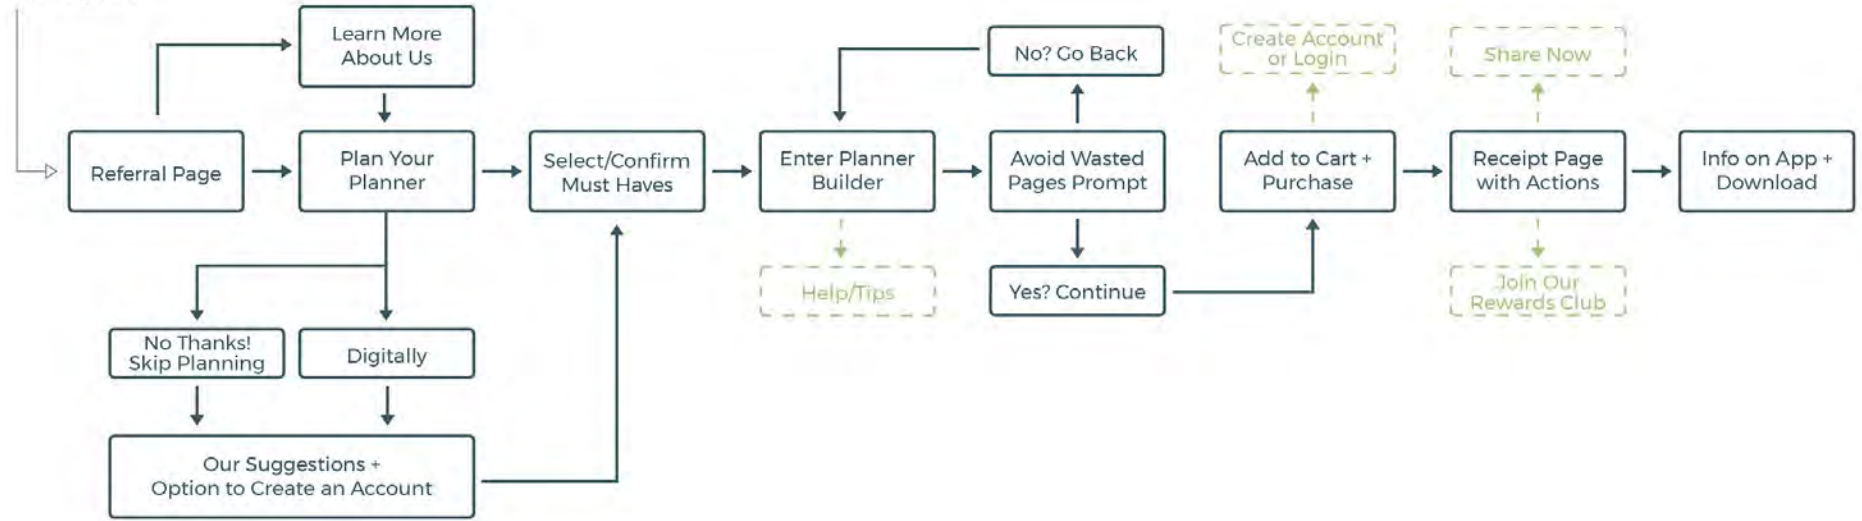 Learn More
About Us
No? Go Back
Create Account
or Login
Share Now
Referral Page
Plan Your
Planner
Select/Confirm
Must Haves
Enter Planner
Builder
Avoid Wasted
Pages Prompt
Add to Cart +
Purchase
Receipt Page
with Actions
Info on App +
Download
Help/Tips
Yes? Continue
Join Our
Rewards Club
No Thanks!
Skip Planning
Digitally
Our Suggestions +
Option to Create an Account